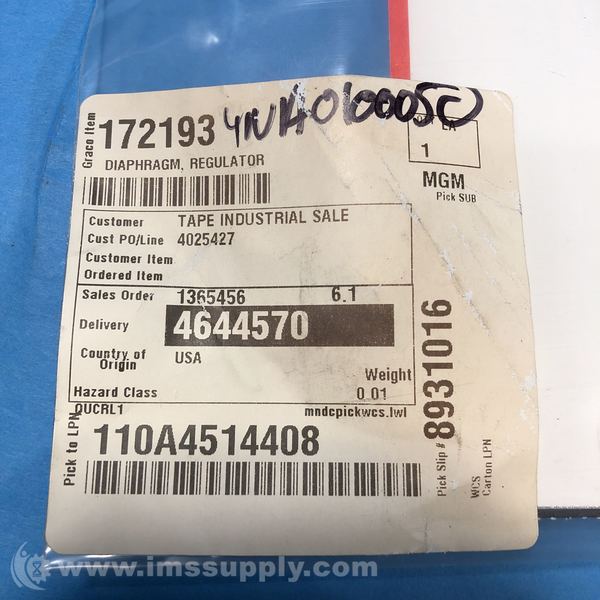 Graco Item 172193
DIAPHRAGM, REGULATOR
EA
1
MGM
Pick SUB
Customer TAPE INDUSTRIAL SALE
Cust PO/Line 4025427
Customer Item
Ordered Item
Sales Order 1365456 6.1
Delivery 4644570
Country of Origin USA
Weight
Hazard Class 0.01
QUCRL1 mndcpickwcs.lwl
Pick to LPN 110A4514408
Pick Slip # 8931016
WCS
Carton LPN
www.imssupply.com